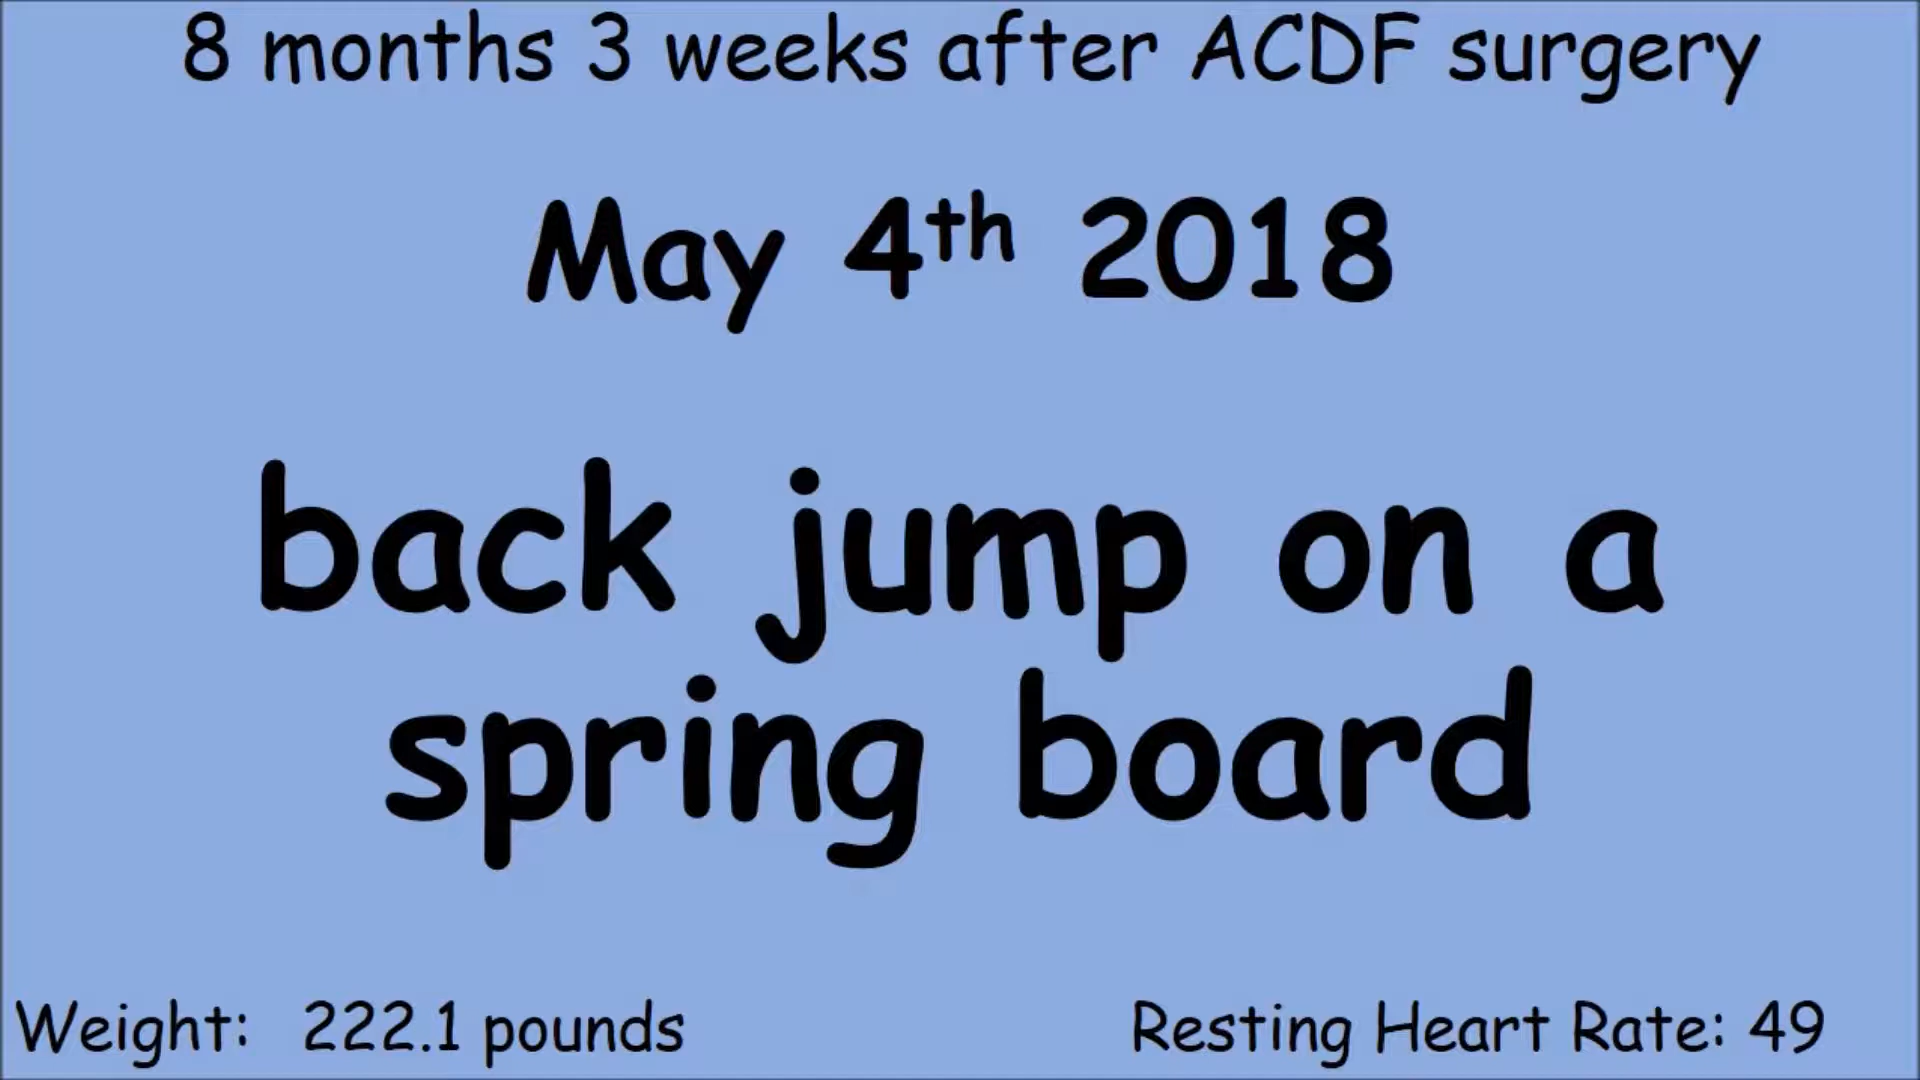 8 months 3 weeks after ACDF surgery
May 4th 2018
back jump on a
spring board
Weight: 222.1 pounds
Resting Heart Rate: 49